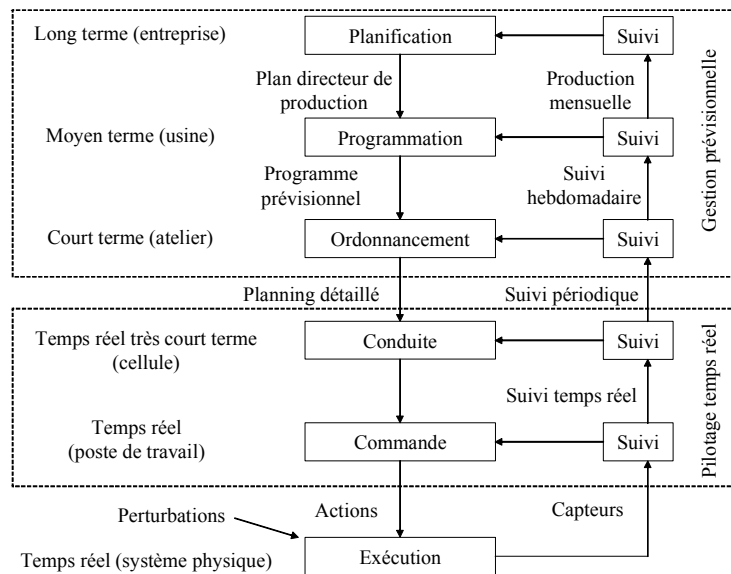 Long terme (entreprise)
Planification
Suivi
Plan directeur de
production
Production
mensuelle
Moyen terme (usine)
Programmation
Suivi
Programme
prévisionnel
Suivi
hebdomadaire
Court terme (atelier)
Ordonnancement
Suivi
Gestion prévisionnelle
Planning détaillé
Suivi périodique
Temps réel très court terme
(cellule)
Conduite
Suivi
Suivi temps réel
Temps réel
(poste de travail)
Commande
Suivi
Pilotage temps réel
Actions
Capteurs
Perturbations
Temps réel (système physique)
Exécution